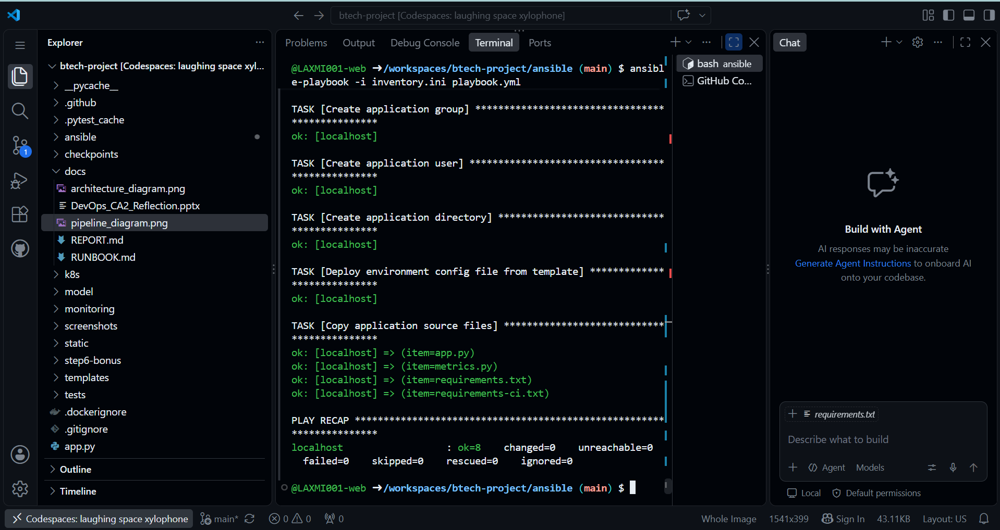 btech-project [Codespaces: laughing space xylophone]
Explorer
btech-project [Codespaces: laughing space xyl...
__pycache__
.github
.pytest_cache
ansible
checkpoints
docs
architecture_diagram.png
DevOps_CA2_Reflection.pptx
pipeline_diagram.png
REPORT.md
RUNBOOK.md
k8s
model
monitoring
screenshots
static
step6-bonus
templates
tests
.dockerignore
.gitignore
app.py
Outline
Timeline
1
Problems Output Debug Console Terminal Ports
@LAXMI001-web ➜/workspaces/btech-project/ansible (main) $ ansibl
e-playbook -i inventory.ini playbook.yml
TASK [Create application group] *********************************
***************
ok: [localhost]
TASK [Create application user] **********************************
***************
ok: [localhost]
TASK [Create application directory] *****************************
***************
ok: [localhost]
TASK [Deploy environment config file from template] *************
***************
ok: [localhost]
TASK [Copy application source files] ****************************
***************
ok: [localhost] => (item=app.py)
ok: [localhost] => (item=metrics.py)
ok: [localhost] => (item=requirements.txt)
ok: [localhost] => (item=requirements-ci.txt)
PLAY RECAP ******************************************************
***************
localhost : ok=8 changed=0 unreachable=0
failed=0 skipped=0 rescued=0 ignored=0
@LAXMI001-web ➜/workspaces/btech-project/ansible (main) $
bash ansible
GitHub Co...
Chat
Build with Agent
AI responses may be inaccurate
Generate Agent Instructions to onboard AI
onto your codebase.
requirements.txt
Describe what to build
Agent Models
Local Default permissions
Codespaces: laughing space xylophone main* 0 0 0 Whole Image 1541x399 Sign In 43.11KB Layout: US